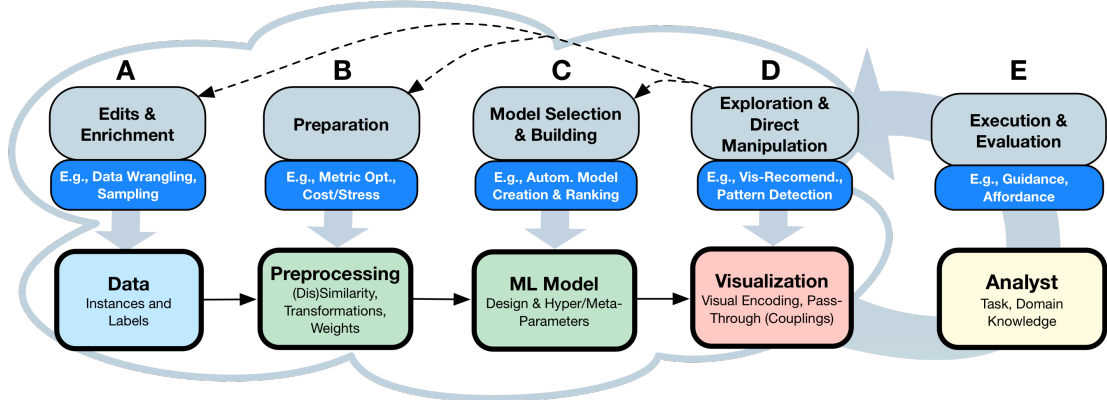 A
B
C
D
E
Edits &
Enrichment
Preparation
Model Selection
& Building
Exploration &
Direct
Manipulation
Execution &
Evaluation
E.g., Data Wrangling,
Sampling
E.g., Metric Opt.,
Cost/Stress
E.g., Autom. Model
Creation & Ranking
E.g., Vis-Recomend.,
Pattern Detection
E.g., Guidance,
Affordance
Data
Instances and
Labels
Preprocessing
(Dis)Similarity,
Transformations,
Weights
ML Model
Design & Hyper/Meta-
Parameters
Visualization
Visual Encoding, Pass-
Through (Couplings)
Analyst
Task, Domain
Knowledge